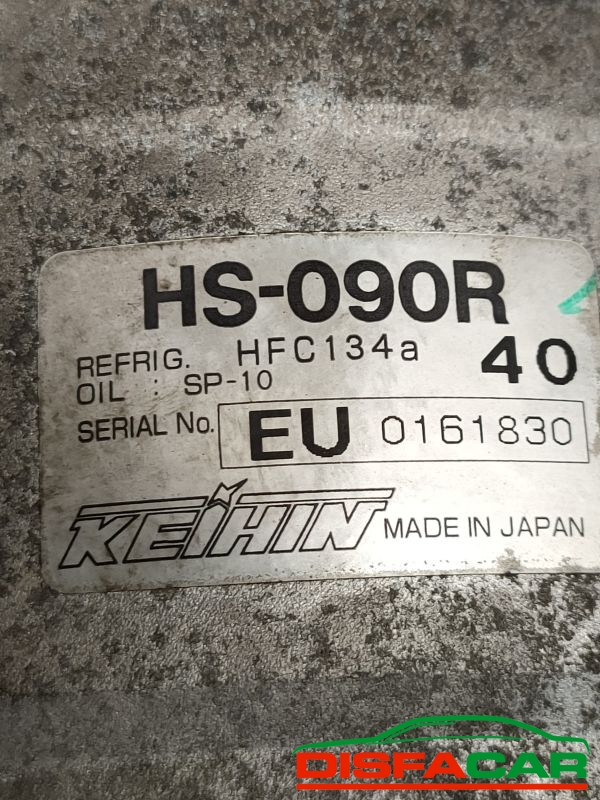 HS-090R
REFRIG. HFC134a 40
OIL : SP-10
SERIAL No. EU 0161830
KEIHIN MADE IN JAPAN
DISFACAR